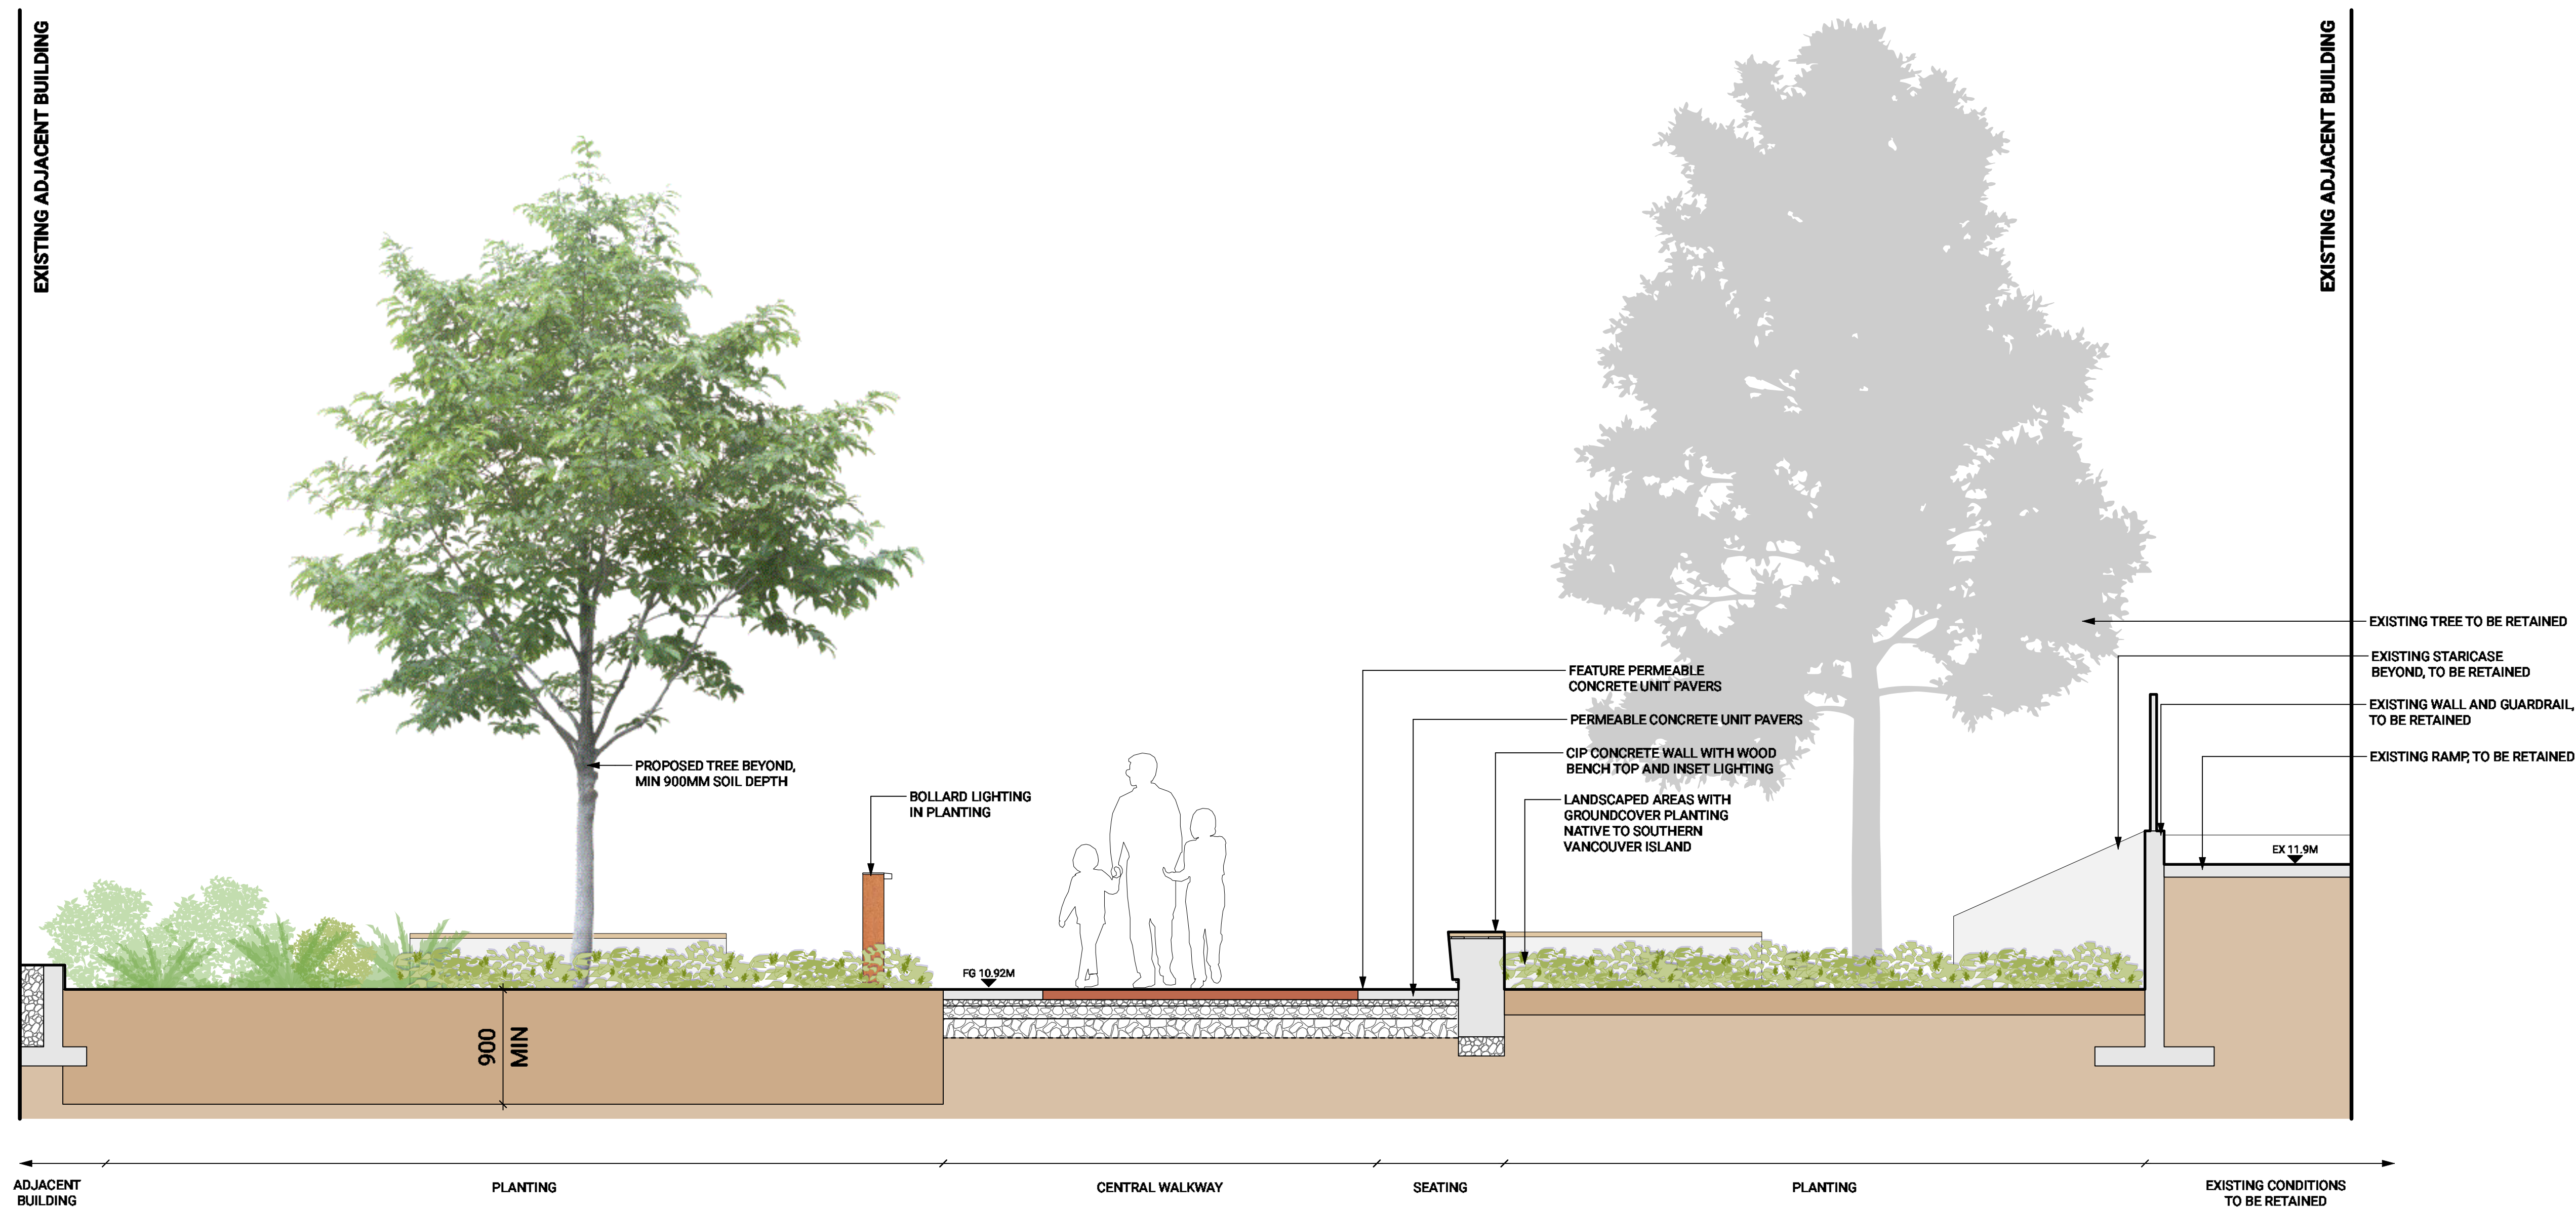 EXISTING ADJACENT BUILDING
EXISTING ADJACENT BUILDING
EXISTING TREE TO BE RETAINED
EXISTING STARICASE
BEYOND, TO BE RETAINED
EXISTING WALL AND GUARDRAIL,
TO BE RETAINED
EXISTING RAMP, TO BE RETAINED
FEATURE PERMEABLE
CONCRETE UNIT PAVERS
PERMEABLE CONCRETE UNIT PAVERS
CIP CONCRETE WALL WITH WOOD
BENCH TOP AND INSET LIGHTING
LANDSCAPED AREAS WITH
GROUNDCOVER PLANTING
NATIVE TO SOUTHERN
VANCOUVER ISLAND
PROPOSED TREE BEYOND,
MIN 900MM SOIL DEPTH
BOLLARD LIGHTING
IN PLANTING
EX 11.9M
FG 10.92M
900
MIN
ADJACENT
BUILDING
PLANTING
CENTRAL WALKWAY
SEATING
PLANTING
EXISTING CONDITIONS
TO BE RETAINED